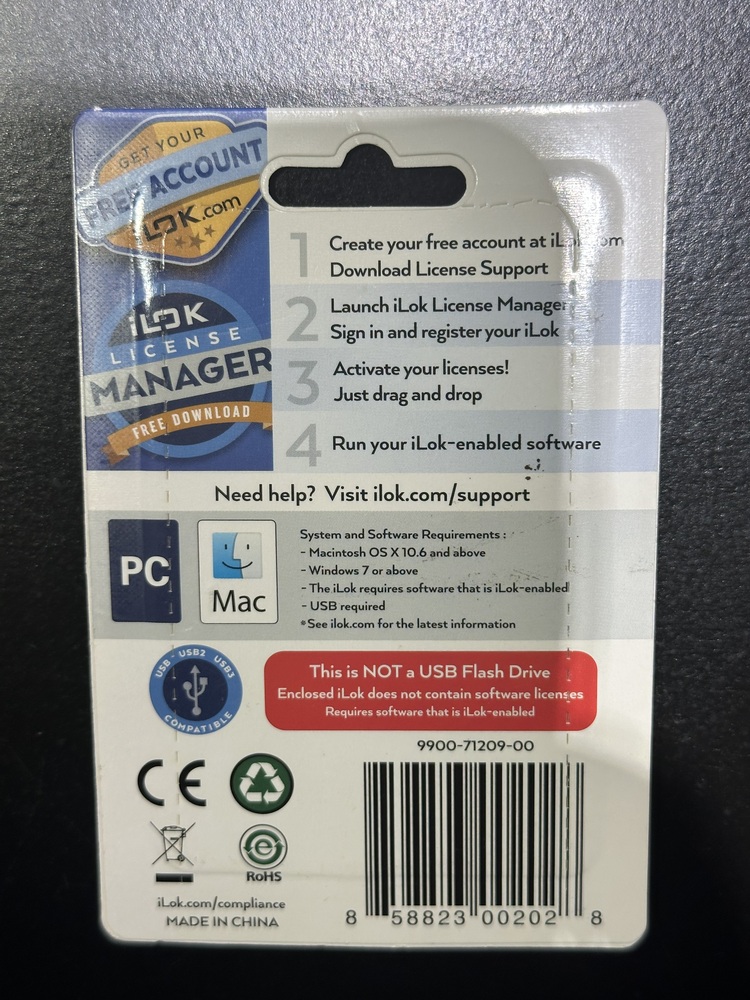 GET YOUR
FREE ACCOUNT
iLOK.com
iLOK
LICENSE
MANAGER
FREE DOWNLOAD
1
Create your free account at iLok.com
Download License Support
2
Launch iLok License Manager
Sign in and register your iLok
3
Activate your licenses!
Just drag and drop
4
Run your iLok-enabled software
Need help? Visit ilok.com/support
PC
Mac
System and Software Requirements :
- Macintosh OS X 10.6 and above
- Windows 7 or above
- The iLok requires software that is iLok-enabled
- USB required
*See ilok.com for the latest information
USB · USB2 · USB3
COMPATIBLE
This is NOT a USB Flash Drive
Enclosed iLok does not contain software licenses
Requires software that is iLok-enabled
9900-71209-00
CE
e
RoHS
iLok.com/compliance
MADE IN CHINA
8 58823 00202 8